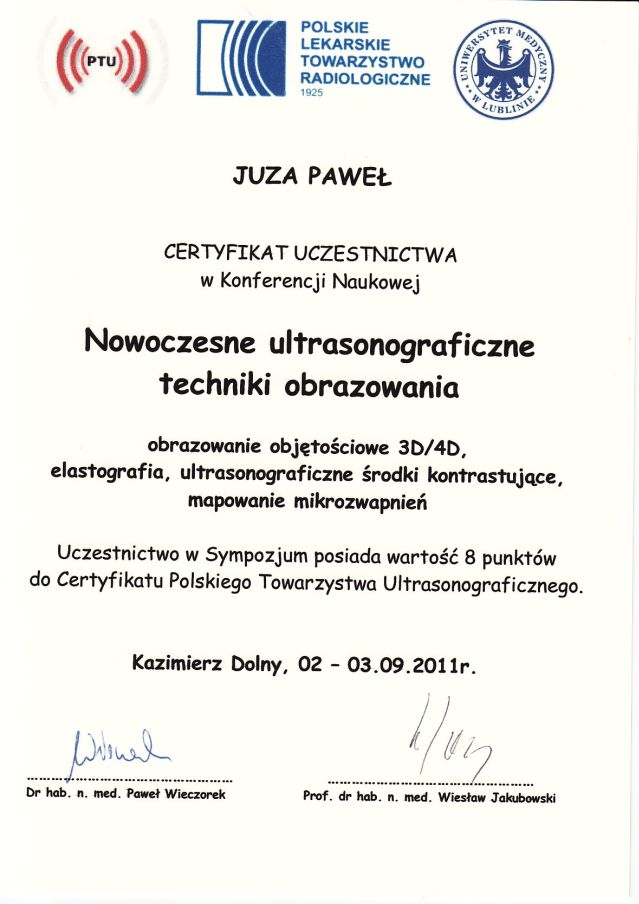 PTU
POLSKIE
LEKARSKIE
TOWARZYSTWO
RADIOLOGICZNE
1925
UNIWERSYTET MEDYCZNY
W LUBLINIE
JUZA PAWEŁ
CERTYFIKAT UCZESTNICTWA
w Konferencji Naukowej
Nowoczesne ultrasonograficzne
techniki obrazowania
obrazowanie objętościowe 3D/4D,
elastografia, ultrasonograficzne środki kontrastujące,
mapowanie mikrozwapnień
Uczestnictwo w Sympozjum posiada wartość 8 punktów
do Certyfikatu Polskiego Towarzystwa Ultrasonograficznego.
Kazimierz Dolny, 02 – 03.09.2011r.
Dr hab. n. med. Paweł Wieczorek
Prof. dr hab. n. med. Wiesław Jakubowski